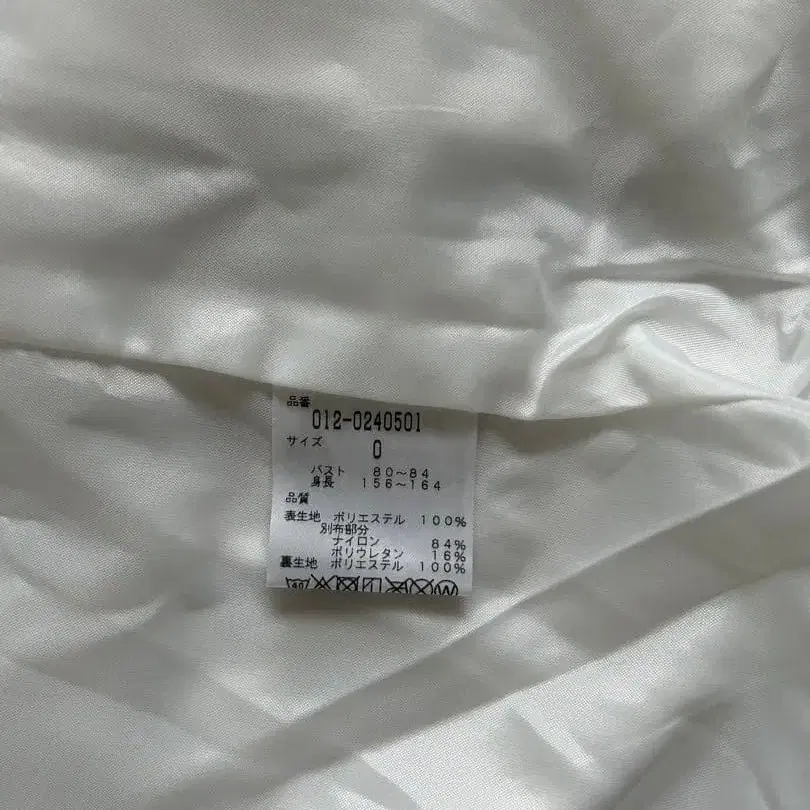 品番
012-0240501
サイズ
0
バスト 80～84
身長 156～164
品質
表生地 ポリエステル 100%
別布部分
ナイロン 84%
ポリウレタン 16%
裏生地 ポリエステル 100%
40 W